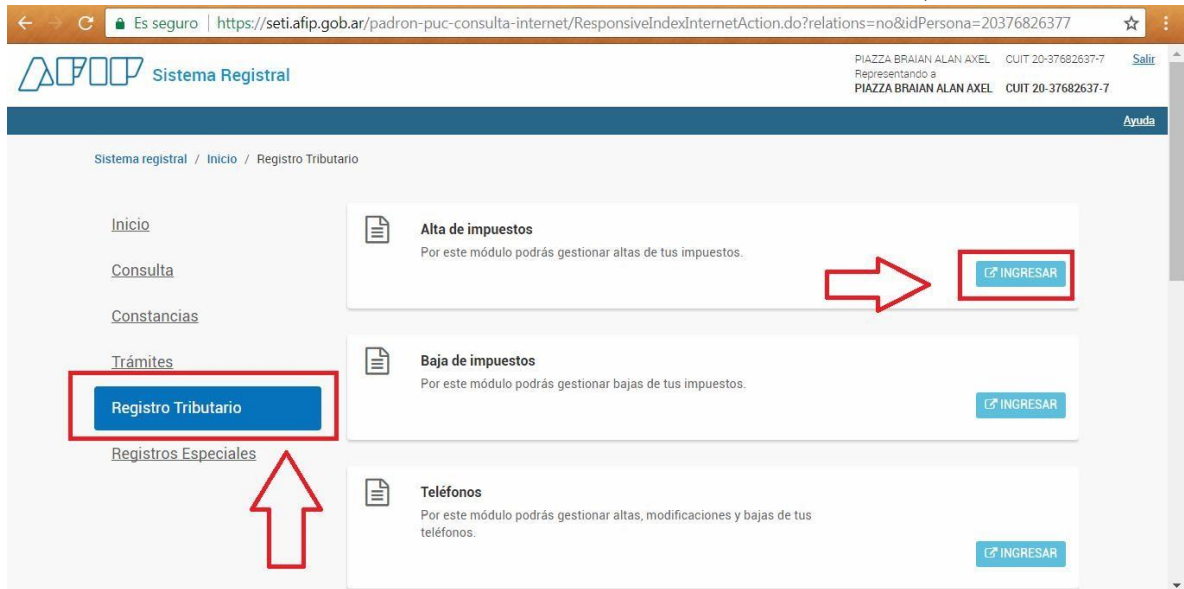 Es seguro | https://seti.afip.gob.ar/padron-puc-consulta-internet/ResponsiveIndexInternetAction.do?relations=no&idPersona=20376826377
AFIP Sistema Registral
PIAZZA BRAIAN ALAN AXEL CUIT 20-37682637-7
Salir
Representando a
PIAZZA BRAIAN ALAN AXEL CUIT 20-37682637-7
Ayuda
Sistema registral / Inicio / Registro Tributario
Inicio
Consulta
Constancias
Trámites
Registro Tributario
Registros Especiales
Alta de impuestos
Por este módulo podrás gestionar altas de tus impuestos.
INGRESAR
Baja de impuestos
Por este módulo podrás gestionar bajas de tus impuestos.
INGRESAR
Teléfonos
Por este módulo podrás gestionar altas, modificaciones y bajas de tus
teléfonos.
INGRESAR